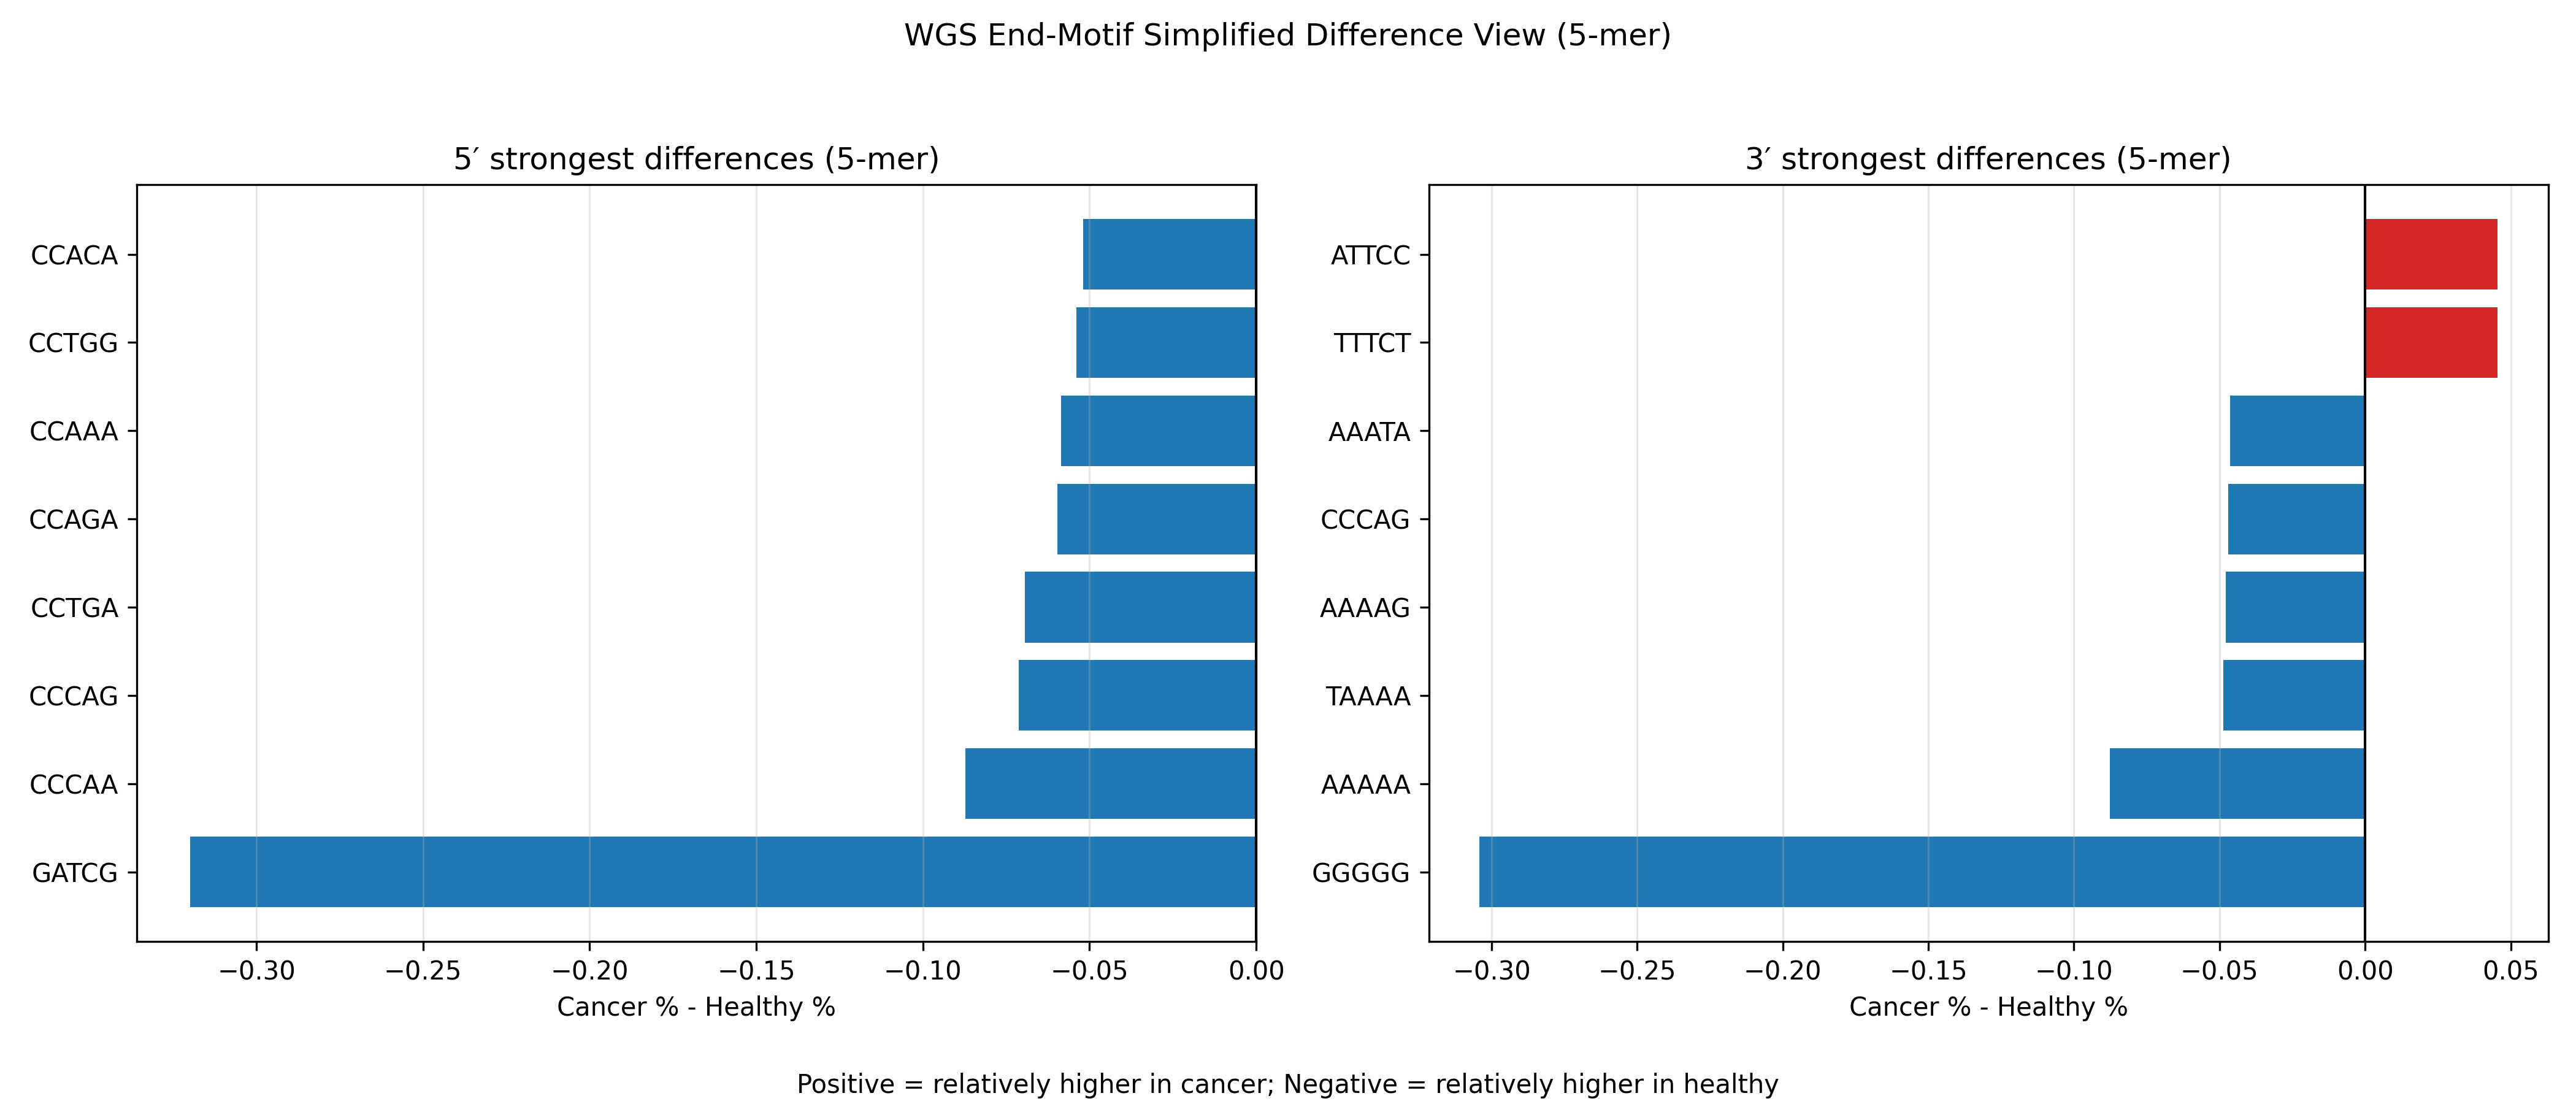 WGS End-Motif Simplified Difference View (5-mer)
5′ strongest differences (5-mer)
CCACA
CCTGG
CCAAA
CCAGA
CCTGA
CCCAG
CCCAA
GATCG
−0.30 −0.25 −0.20 −0.15 −0.10 −0.05 0.00
Cancer % - Healthy %
3′ strongest differences (5-mer)
ATTCC
TTTCT
AAATA
CCCAG
AAAAG
TAAAA
AAAAA
GGGGG
−0.30 −0.25 −0.20 −0.15 −0.10 −0.05 0.00 0.05
Cancer % - Healthy %
Positive = relatively higher in cancer; Negative = relatively higher in healthy